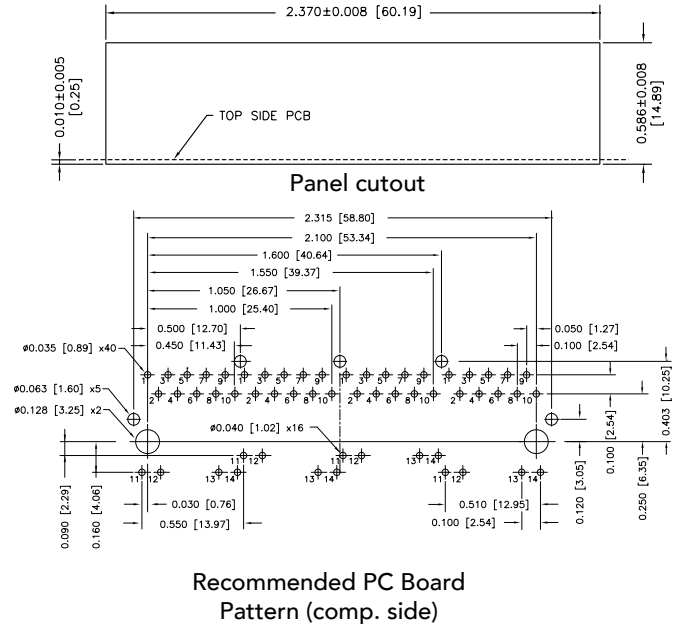 2.370±0.008 [60.19]
0.010±0.005
[0.25]
TOP SIDE PCB
0.586±0.008
[14.89]
Panel cutout
2.315 [58.80]
2.100 [53.34]
1.600 [40.64]
1.550 [39.37]
1.050 [26.67]
1.000 [25.40]
0.500 [12.70]
0.450 [11.43]
0.050 [1.27]
0.100 [2.54]
ø0.035 [0.89] x40
1 3 5 7 9 1 3 5 7 9 1 3 5 7 9 1 3 5 7 9
2 4 6 8 10 2 4 6 8 10 2 4 6 8 10 2 4 6 8 10
ø0.063 [1.60] x5
ø0.128 [3.25] x2
ø0.040 [1.02] x16
11 12 11 12 13 14
11 12 13 14 13 14 11 12 13 14
0.403 [10.25]
0.100 [2.54]
0.250 [6.35]
0.120 [3.05]
0.090 [2.29]
0.160 [4.06]
0.030 [0.76]
0.550 [13.97]
0.510 [12.95]
0.100 [2.54]
Recommended PC Board
Pattern (comp. side)